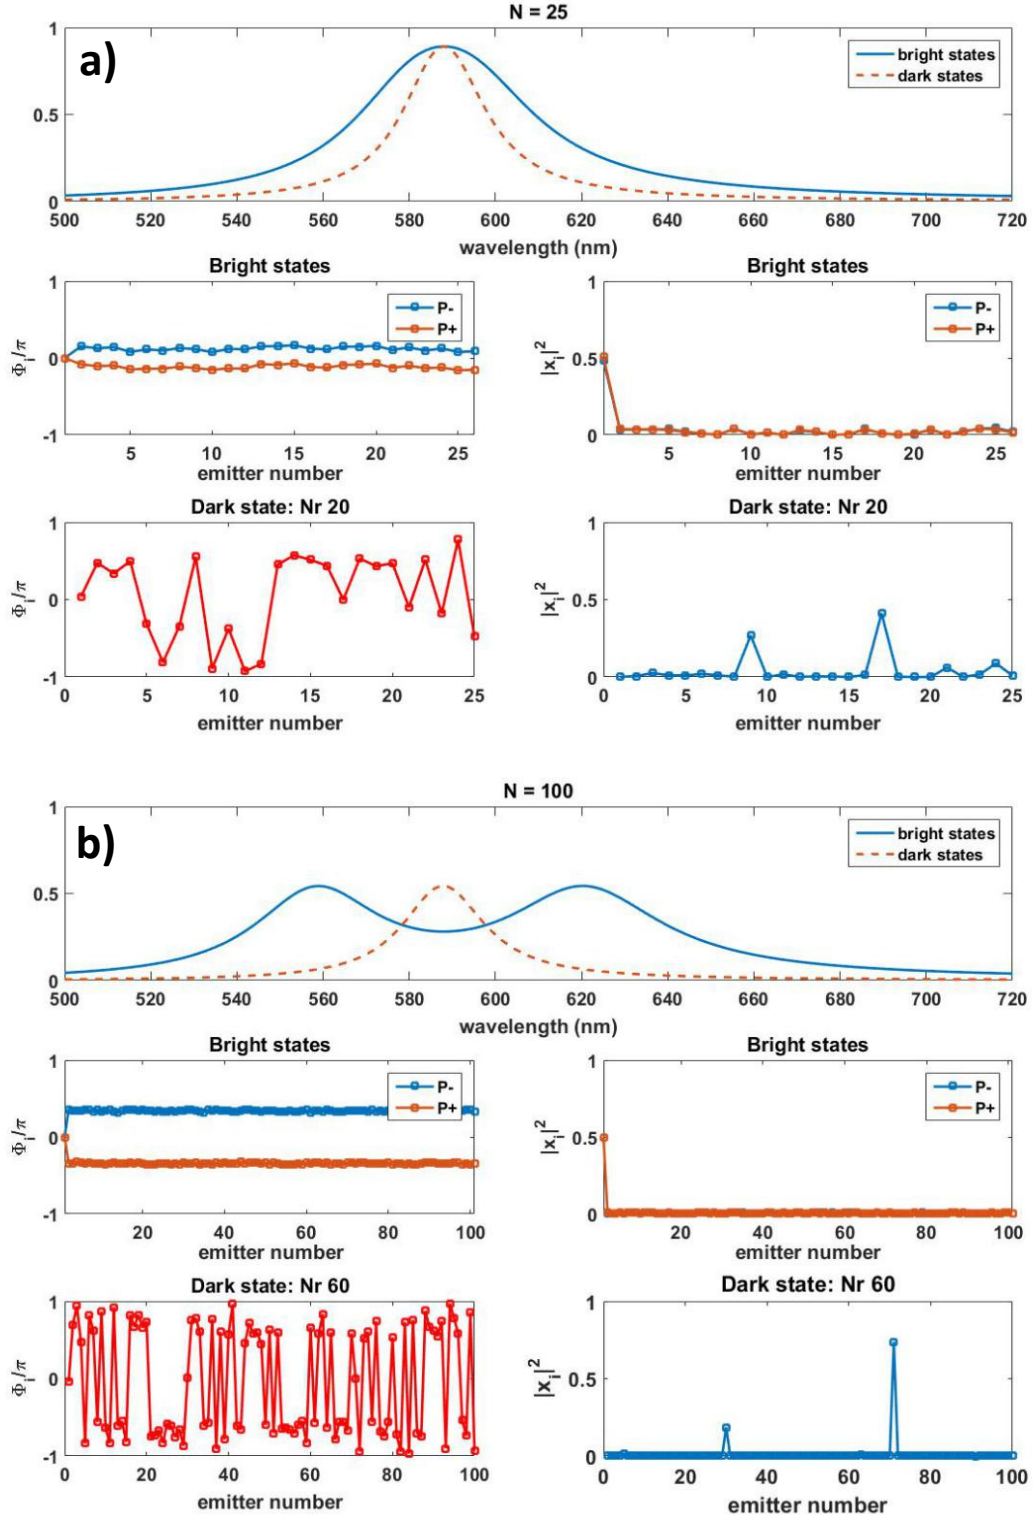 N = 25
a)
bright states
dark states
1
0.5
0
500 520 540 560 580 600 620 640 660 680 700 720
wavelength (nm)
Bright states
Φi/π
1
0
-1
P-
P+
5 10 15 20 25
emitter number
Bright states
|xi|2
1
0.5
0
P-
P+
5 10 15 20 25
emitter number
Dark state: Nr 20
Φi/π
1
0
-1
0 5 10 15 20 25
emitter number
Dark state: Nr 20
|xi|2
1
0.5
0
0 5 10 15 20 25
emitter number
N = 100
b)
bright states
dark states
1
0.5
0
500 520 540 560 580 600 620 640 660 680 700 720
wavelength (nm)
Bright states
Φi/π
1
0
-1
P-
P+
20 40 60 80 100
emitter number
Bright states
|xi|2
1
0.5
0
P-
P+
20 40 60 80 100
emitter number
Dark state: Nr 60
Φi/π
1
0
-1
0 20 40 60 80 100
emitter number
Dark state: Nr 60
|xi|2
1
0.5
0
0 20 40 60 80 100
emitter number